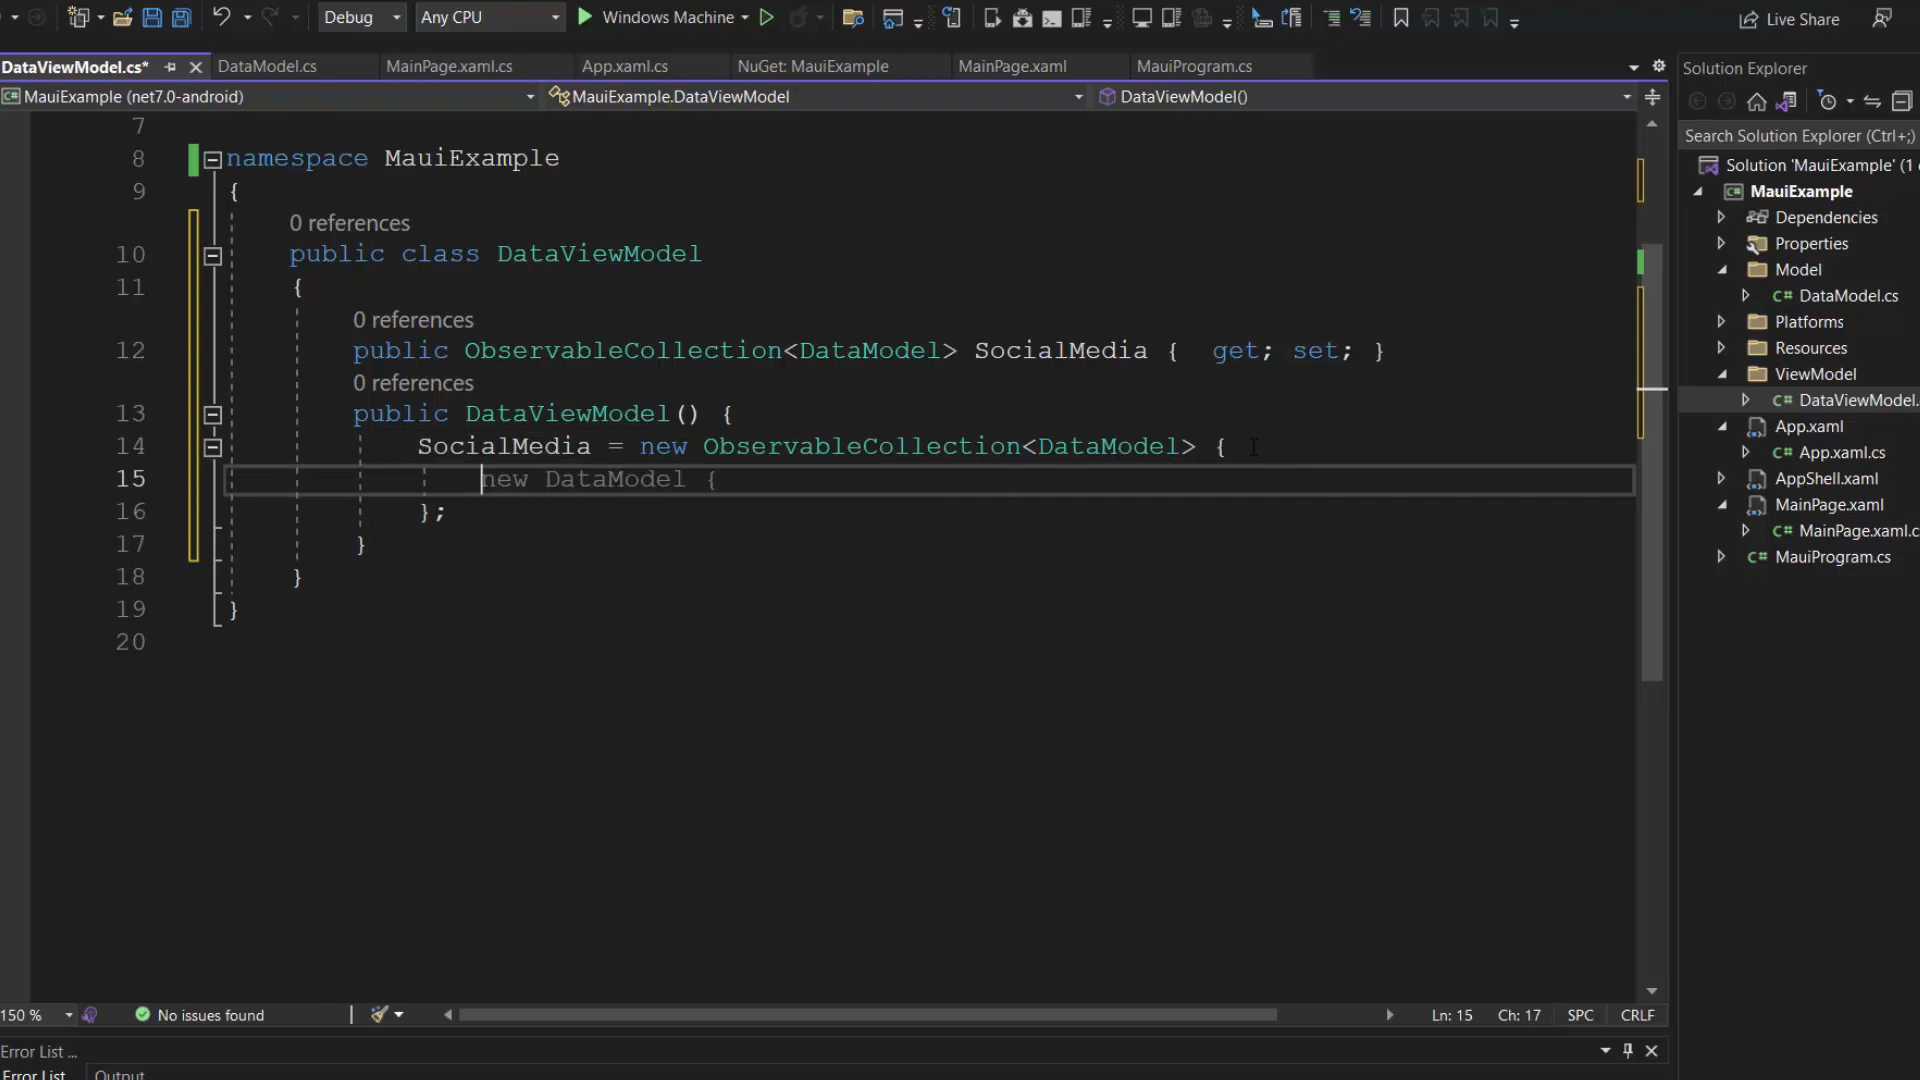 Debug Any CPU Windows Machine Live Share
DataViewModel.cs* DataModel.cs MainPage.xaml.cs App.xaml.cs NuGet: MauiExample MainPage.xaml MauiProgram.cs
MauiExample (net7.0-android) MauiExample.DataViewModel DataViewModel()
7
8 namespace MauiExample
9 {
0 references
10 public class DataViewModel
11 {
0 references
12 public ObservableCollection<DataModel> SocialMedia { get; set; }
0 references
13 public DataViewModel() {
14 SocialMedia = new ObservableCollection<DataModel> {
15 new DataModel {
16 };
17 }
18 }
19 }
20
150 % No issues found Ln: 15 Ch: 17 SPC CRLF
Error List ...
Error List Output
Solution Explorer
Search Solution Explorer (Ctrl+;)
Solution 'MauiExample' (1
MauiExample
Dependencies
Properties
Model
C# DataModel.cs
Platforms
Resources
ViewModel
C# DataViewModel.
App.xaml
C# App.xaml.cs
AppShell.xaml
MainPage.xaml
C# MainPage.xaml.c
C# MauiProgram.cs